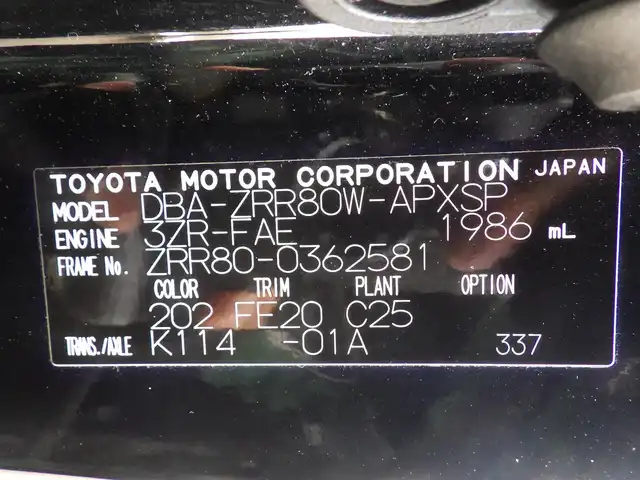 TOYOTA MOTOR CORPORATION JAPAN
MODEL DBA-ZRR80W-APXSP
ENGINE 3ZR-FAE 1986 mL
FRAME No. ZRR80-0362581
COLOR TRIM PLANT OPTION
202 FE20 C25
TRANS./AXLE K114 -01A 337